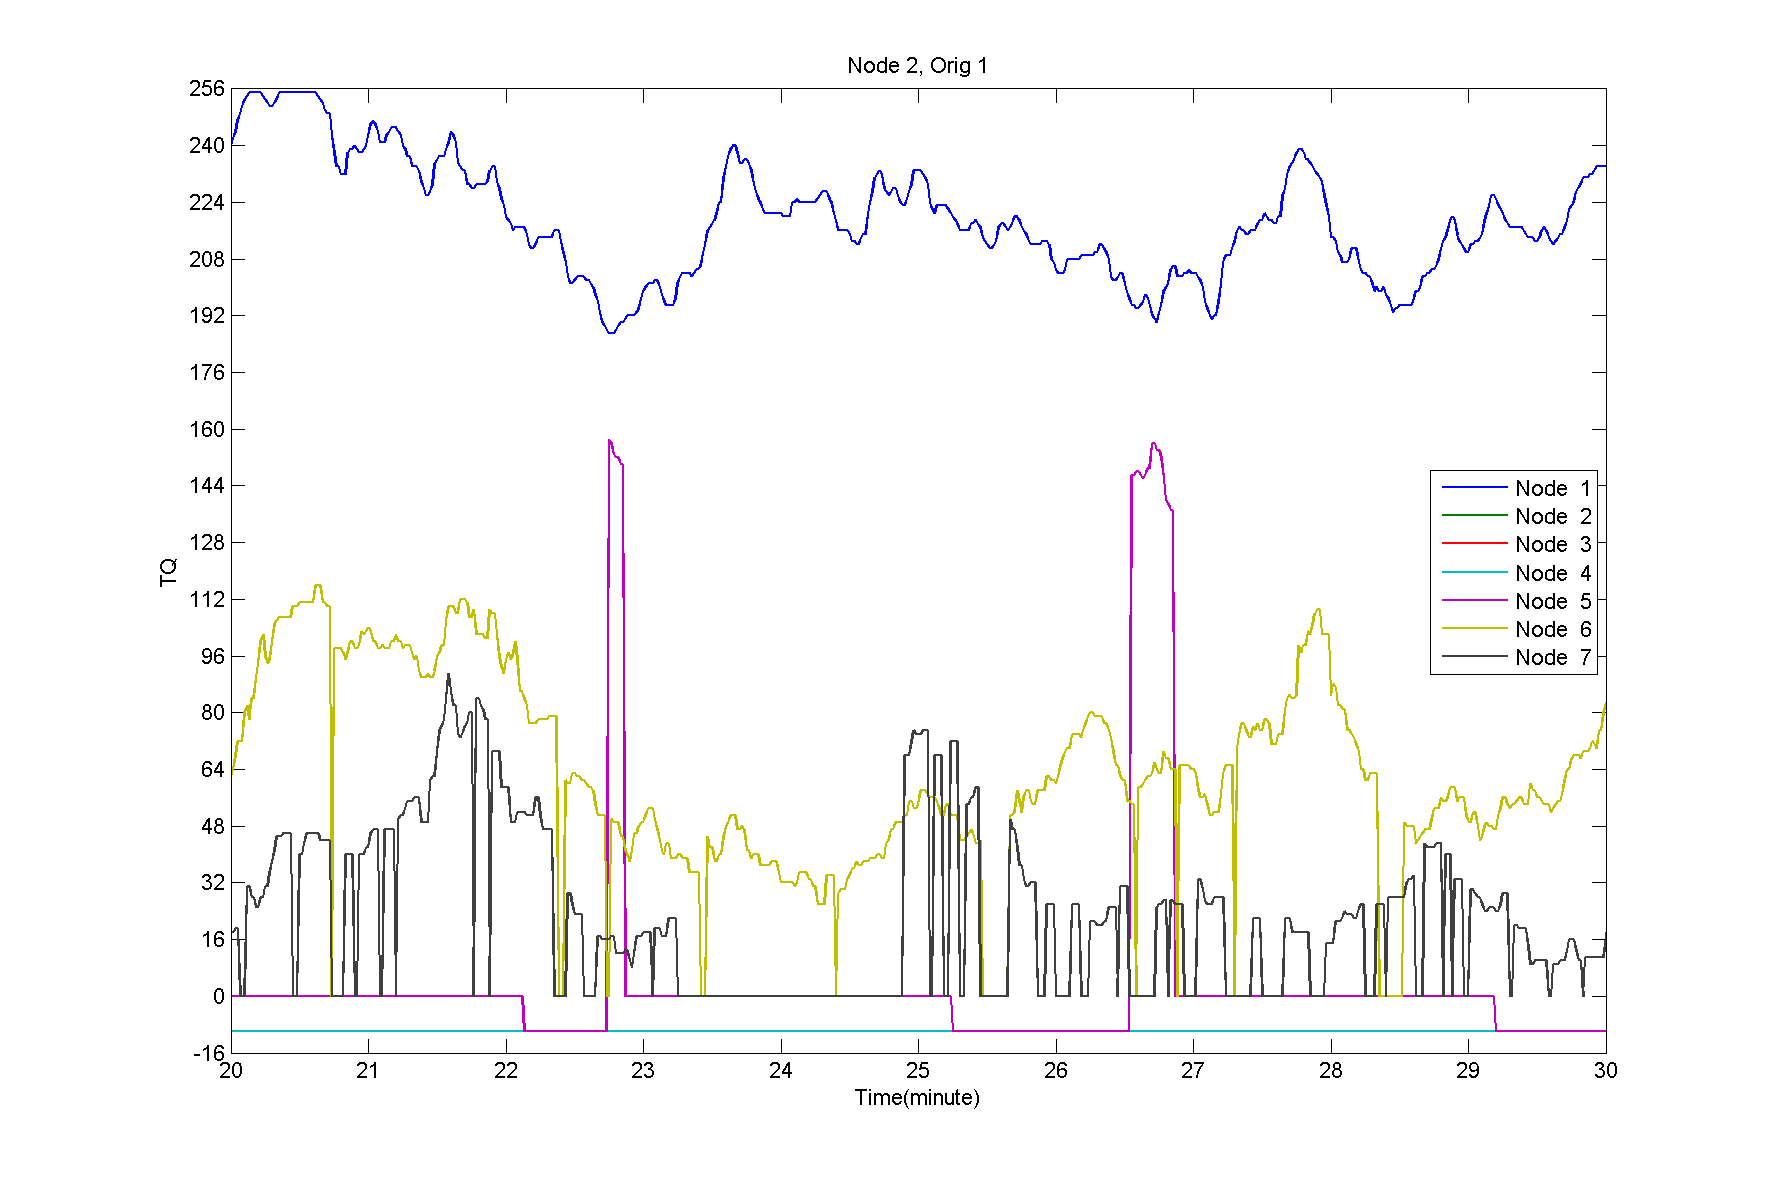 Node 2, Orig 1
256
240
224
208
192
176
160
144
128
112
96
80
64
48
32
16
0
-16
TQ
Node 1
Node 2
Node 3
Node 4
Node 5
Node 6
Node 7
20 21 22 23 24 25 26 27 28 29 30
Time(minute)